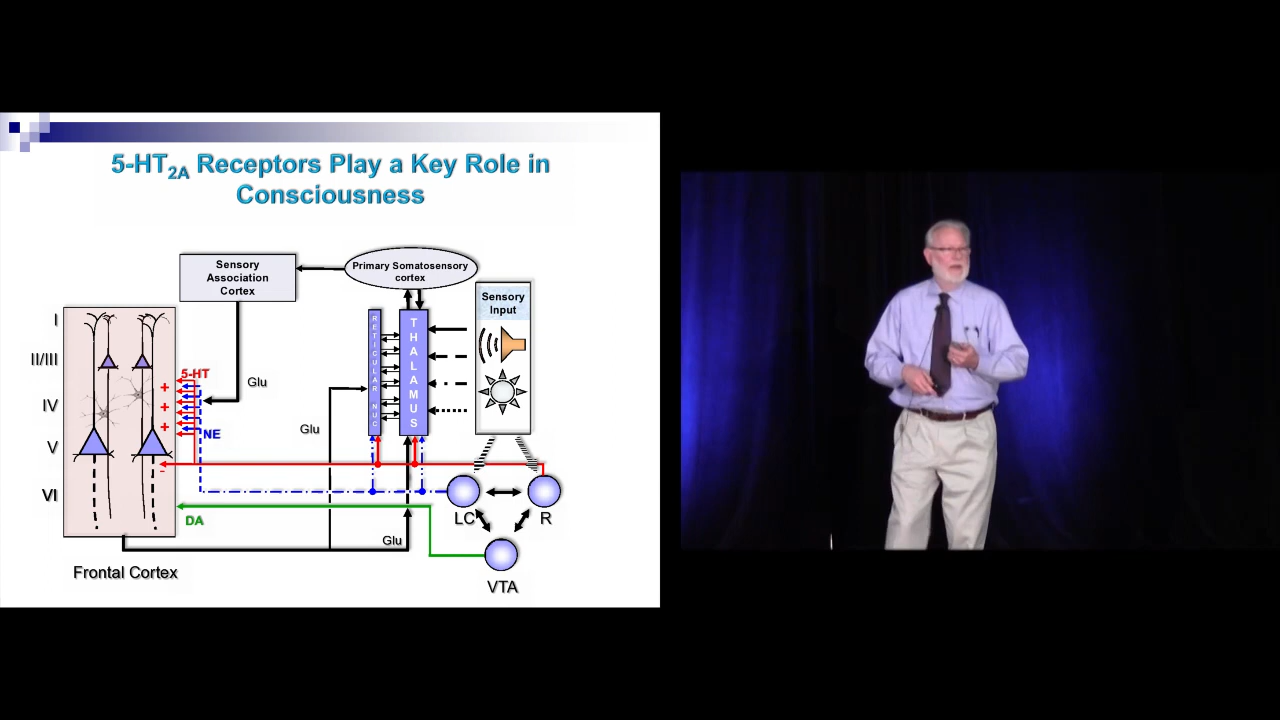 5-HT2A Receptors Play a Key Role in
Consciousness
Sensory
Association
Cortex
Primary Somatosensory
cortex
Sensory
Input
RETICULAR NUC
THALAMUS
I
II/III
IV
V
VI
5-HT
+
+
+
-
NE
Glu
Glu
DA
Glu
LC
R
VTA
Frontal Cortex